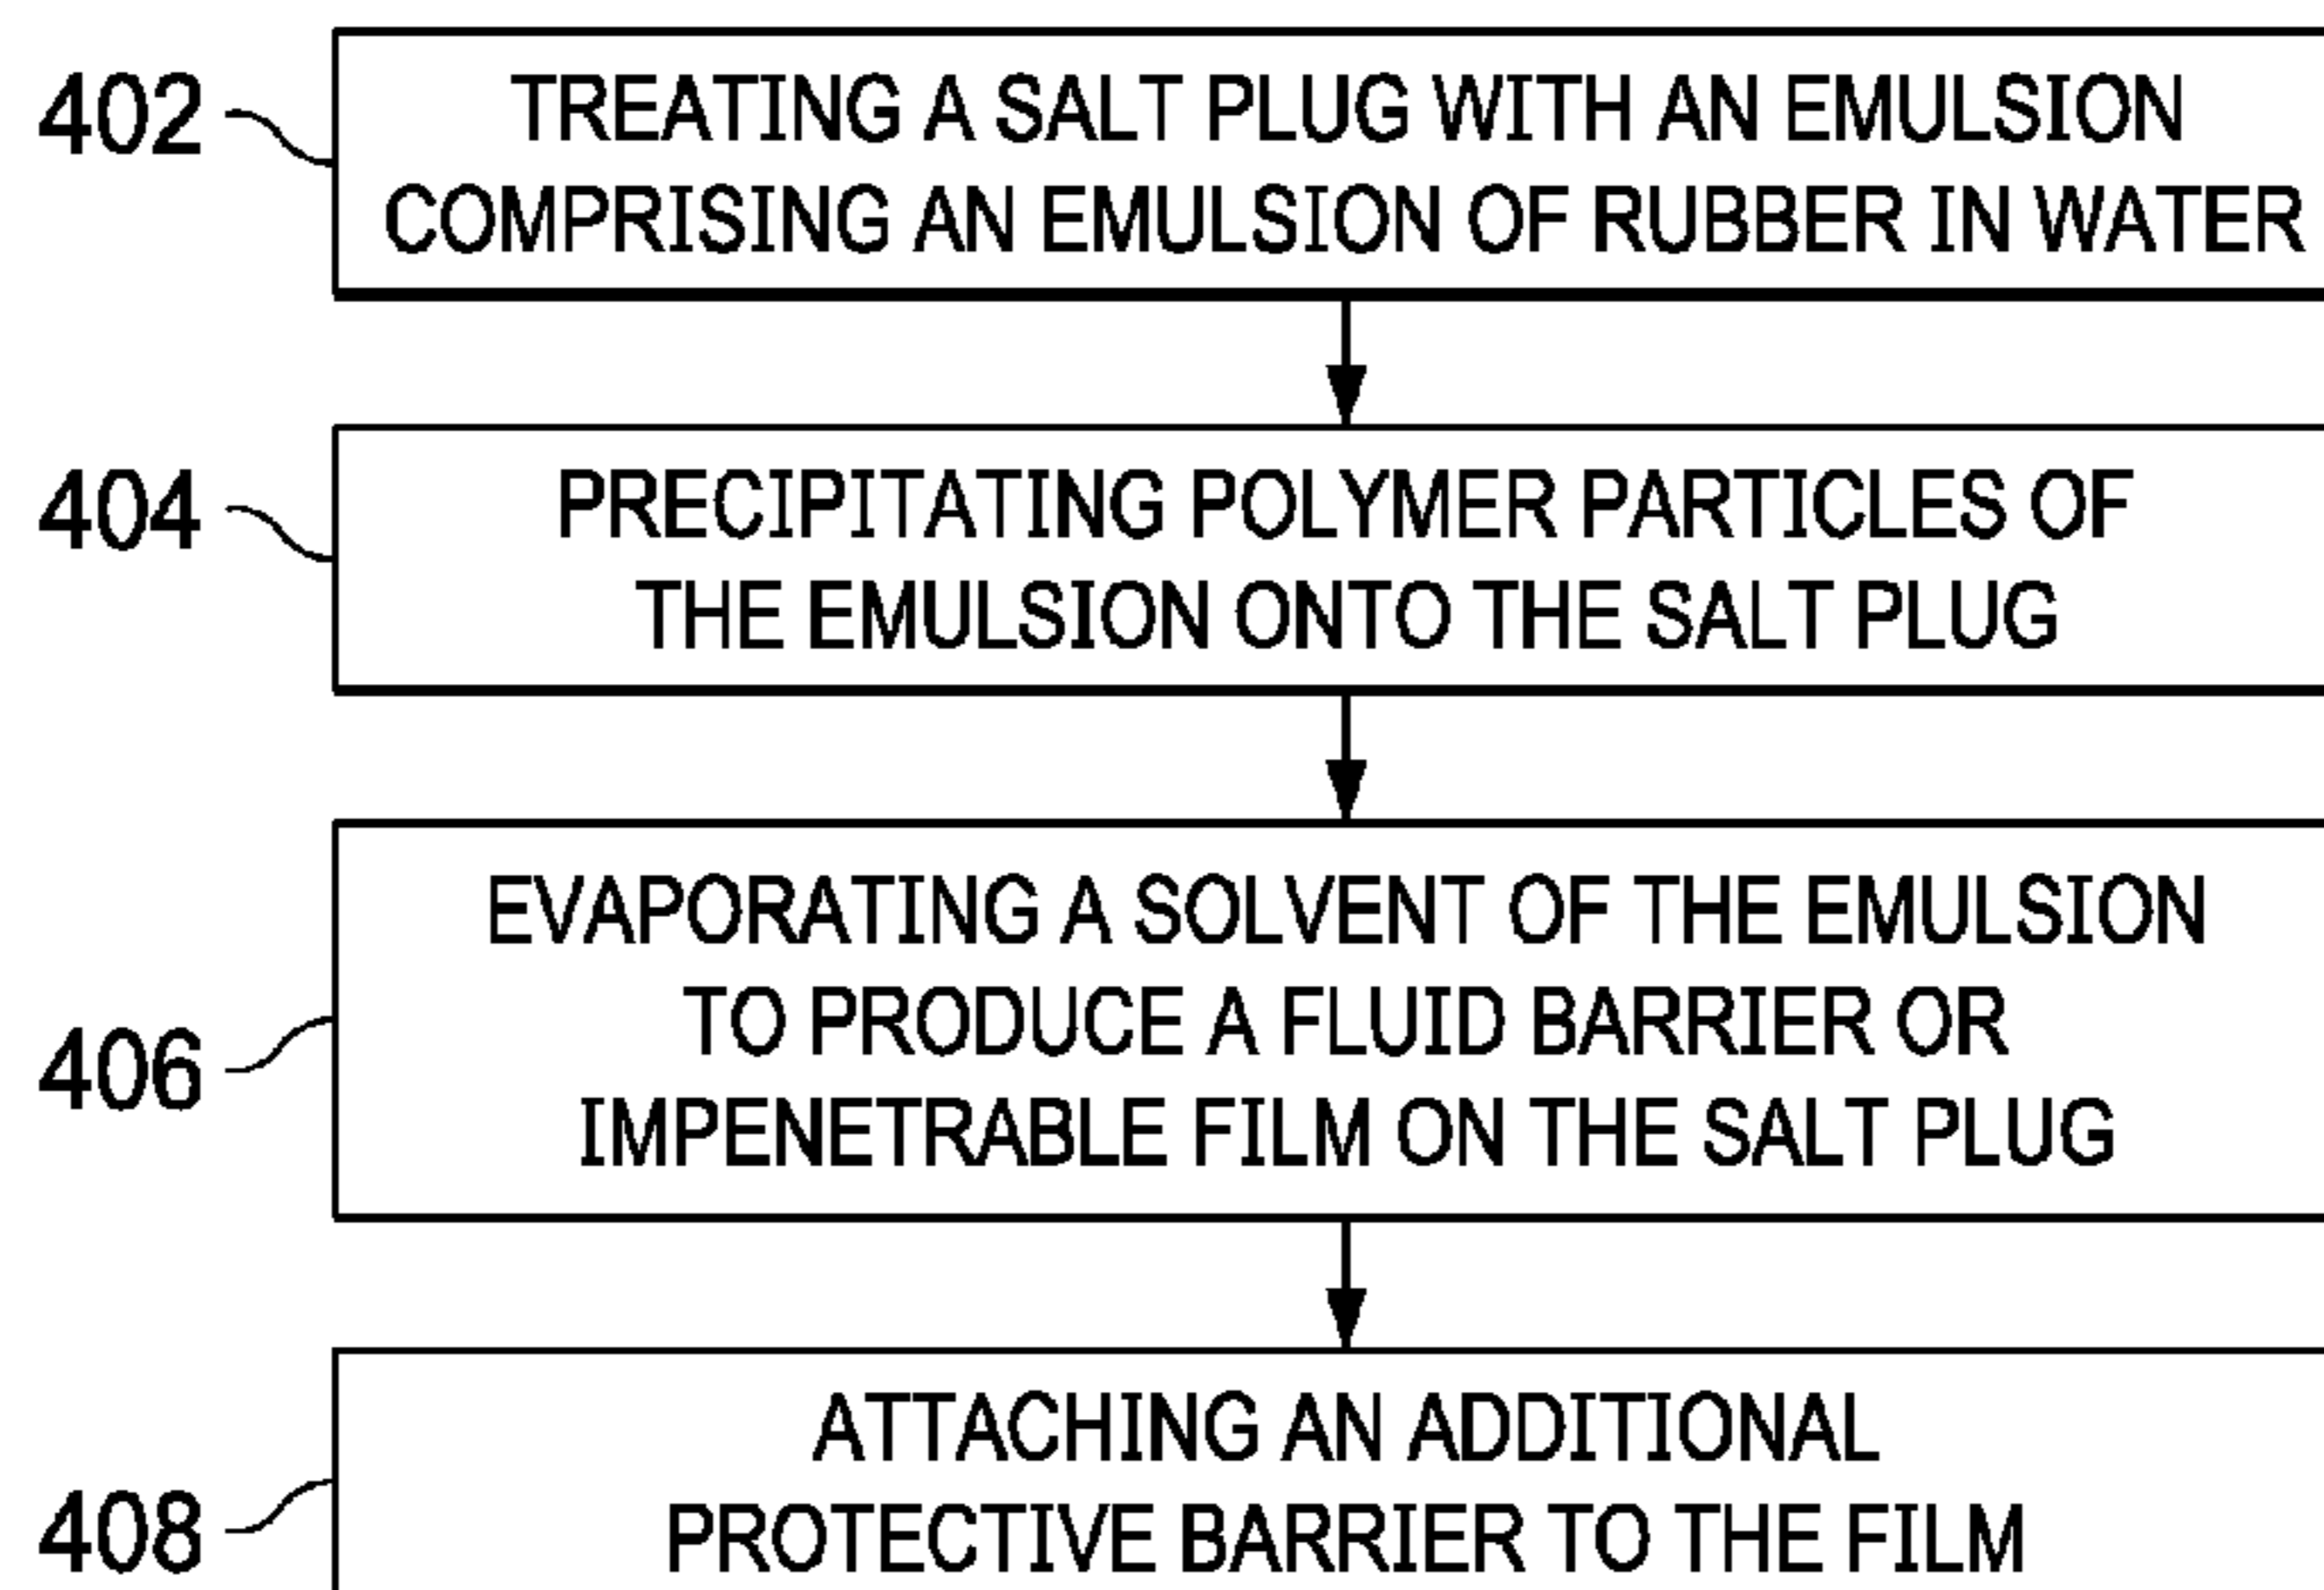 402
TREATING A SALT PLUG WITH AN EMULSION
COMPRISING AN EMULSION OF RUBBER IN WATER
404
PRECIPITATING POLYMER PARTICLES OF
THE EMULSION ONTO THE SALT PLUG
406
EVAPORATING A SOLVENT OF THE EMULSION
TO PRODUCE A FLUID BARRIER OR
IMPENETRABLE FILM ON THE SALT PLUG
408
ATTACHING AN ADDITIONAL
PROTECTIVE BARRIER TO THE FILM